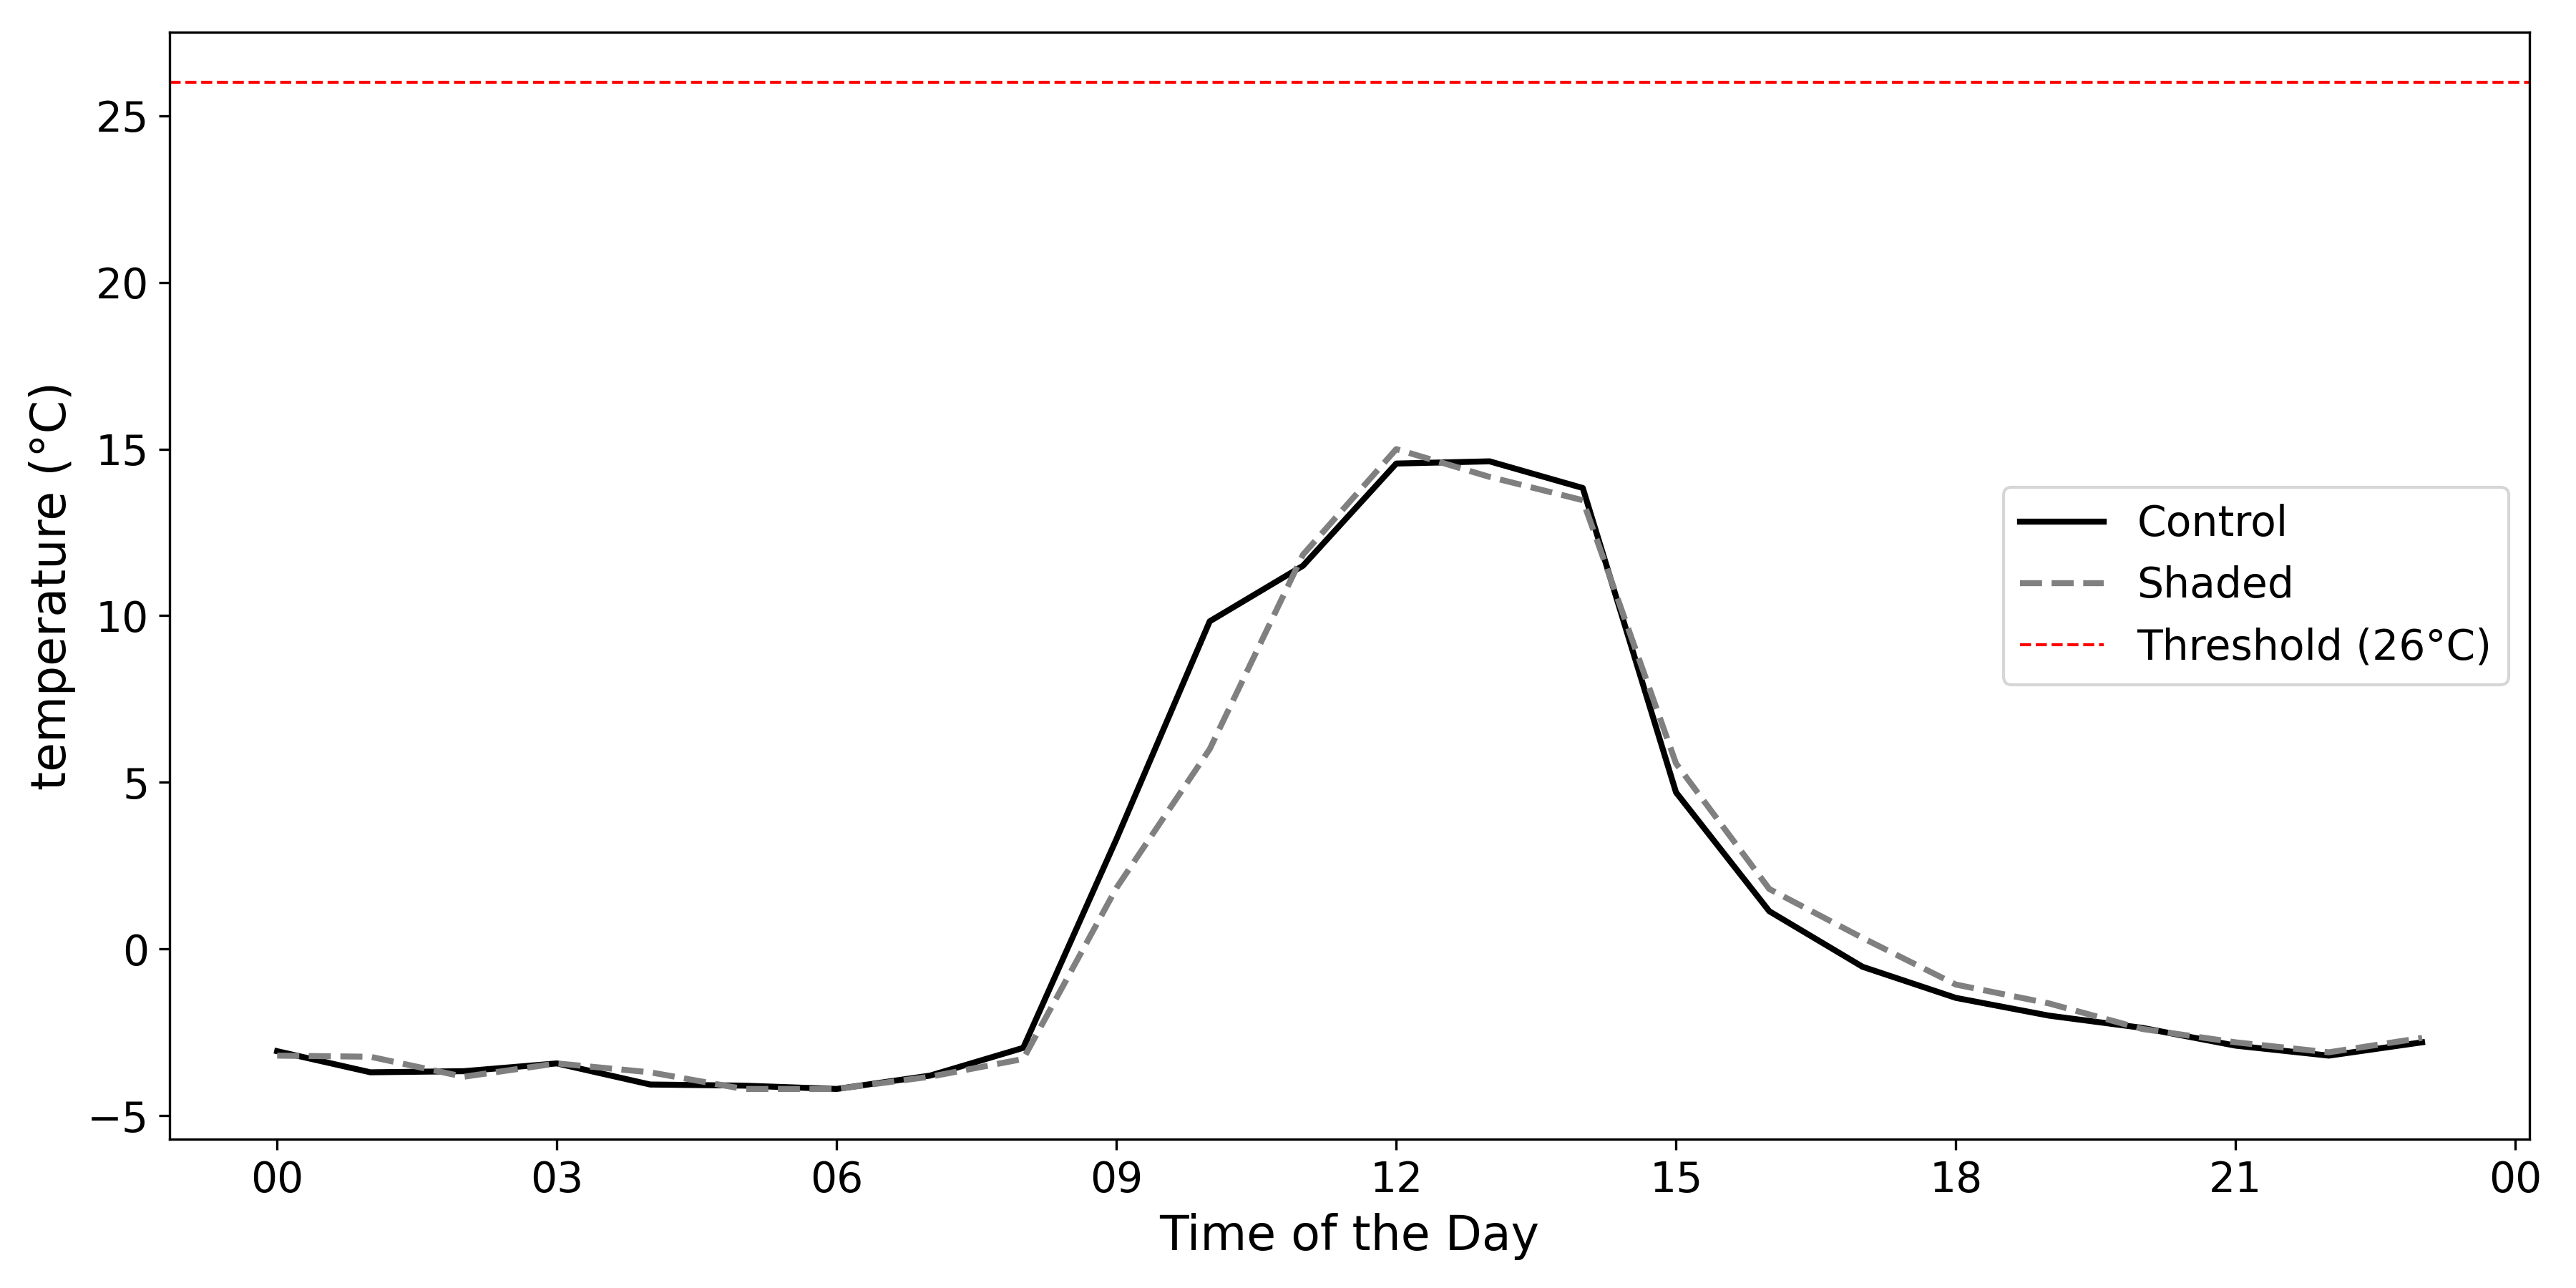 25
20
15
10
5
0
−5
temperature (°C)
Control
Shaded
Threshold (26°C)
00 03 06 09 12 15 18 21 00
Time of the Day